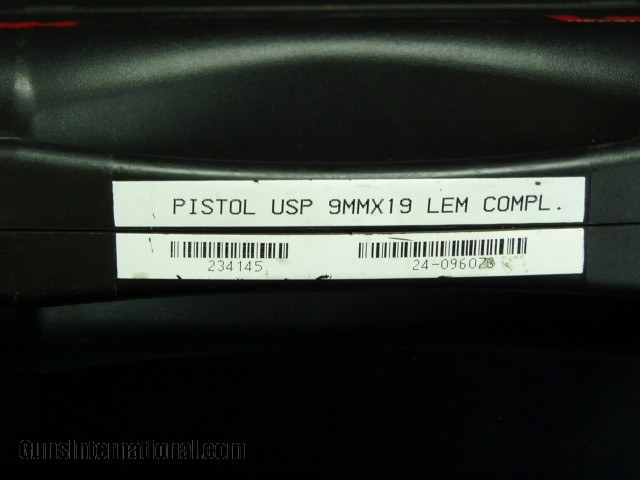 PISTOL USP 9MMX19 LEM COMPL.
234145
GunsInternational.com